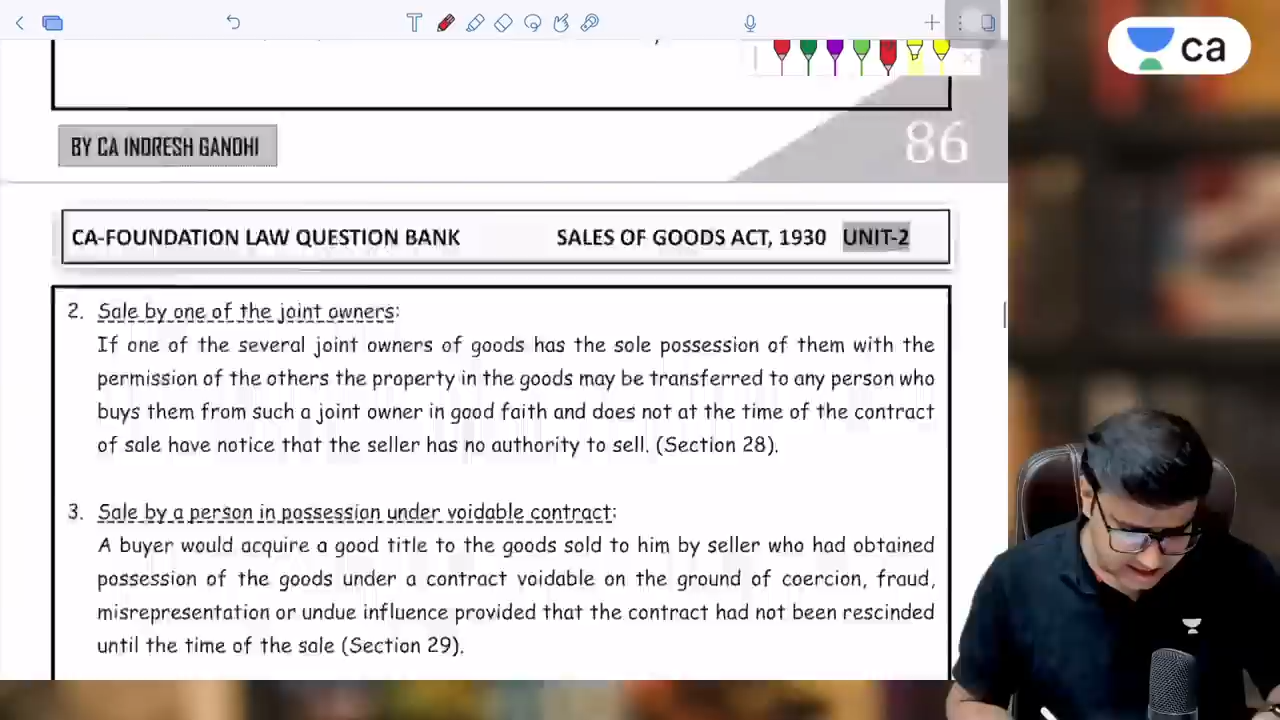 ca
BY CA INDRESH GANDHI
86
CA-FOUNDATION LAW QUESTION BANK SALES OF GOODS ACT, 1930 UNIT-2
2. Sale by one of the joint owners:
If one of the several joint owners of goods has the sole possession of them with the
permission of the others the property in the goods may be transferred to any person who
buys them from such a joint owner in good faith and does not at the time of the contract
of sale have notice that the seller has no authority to sell. (Section 28).
3. Sale by a person in possession under voidable contract:
A buyer would acquire a good title to the goods sold to him by seller who had obtained
possession of the goods under a contract voidable on the ground of coercion, fraud,
misrepresentation or undue influence provided that the contract had not been rescinded
until the time of the sale (Section 29).